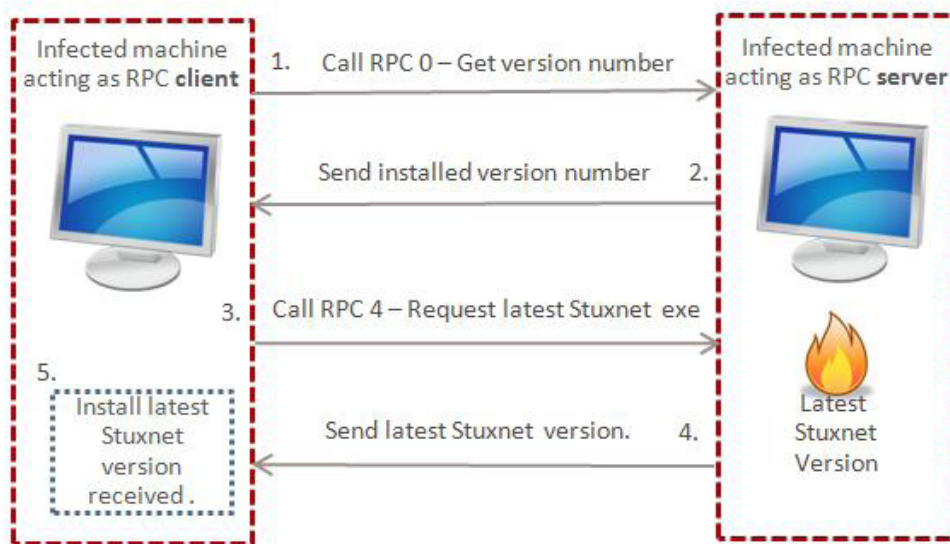 Infected machine
acting as RPC client
1.
Call RPC 0 – Get version number
Infected machine
acting as RPC server
Send installed version number
2.
3.
Call RPC 4 – Request latest Stuxnet exe
Latest
Stuxnet
Version
Send latest Stuxnet version.
4.
5.
Install latest
Stuxnet
version
received .